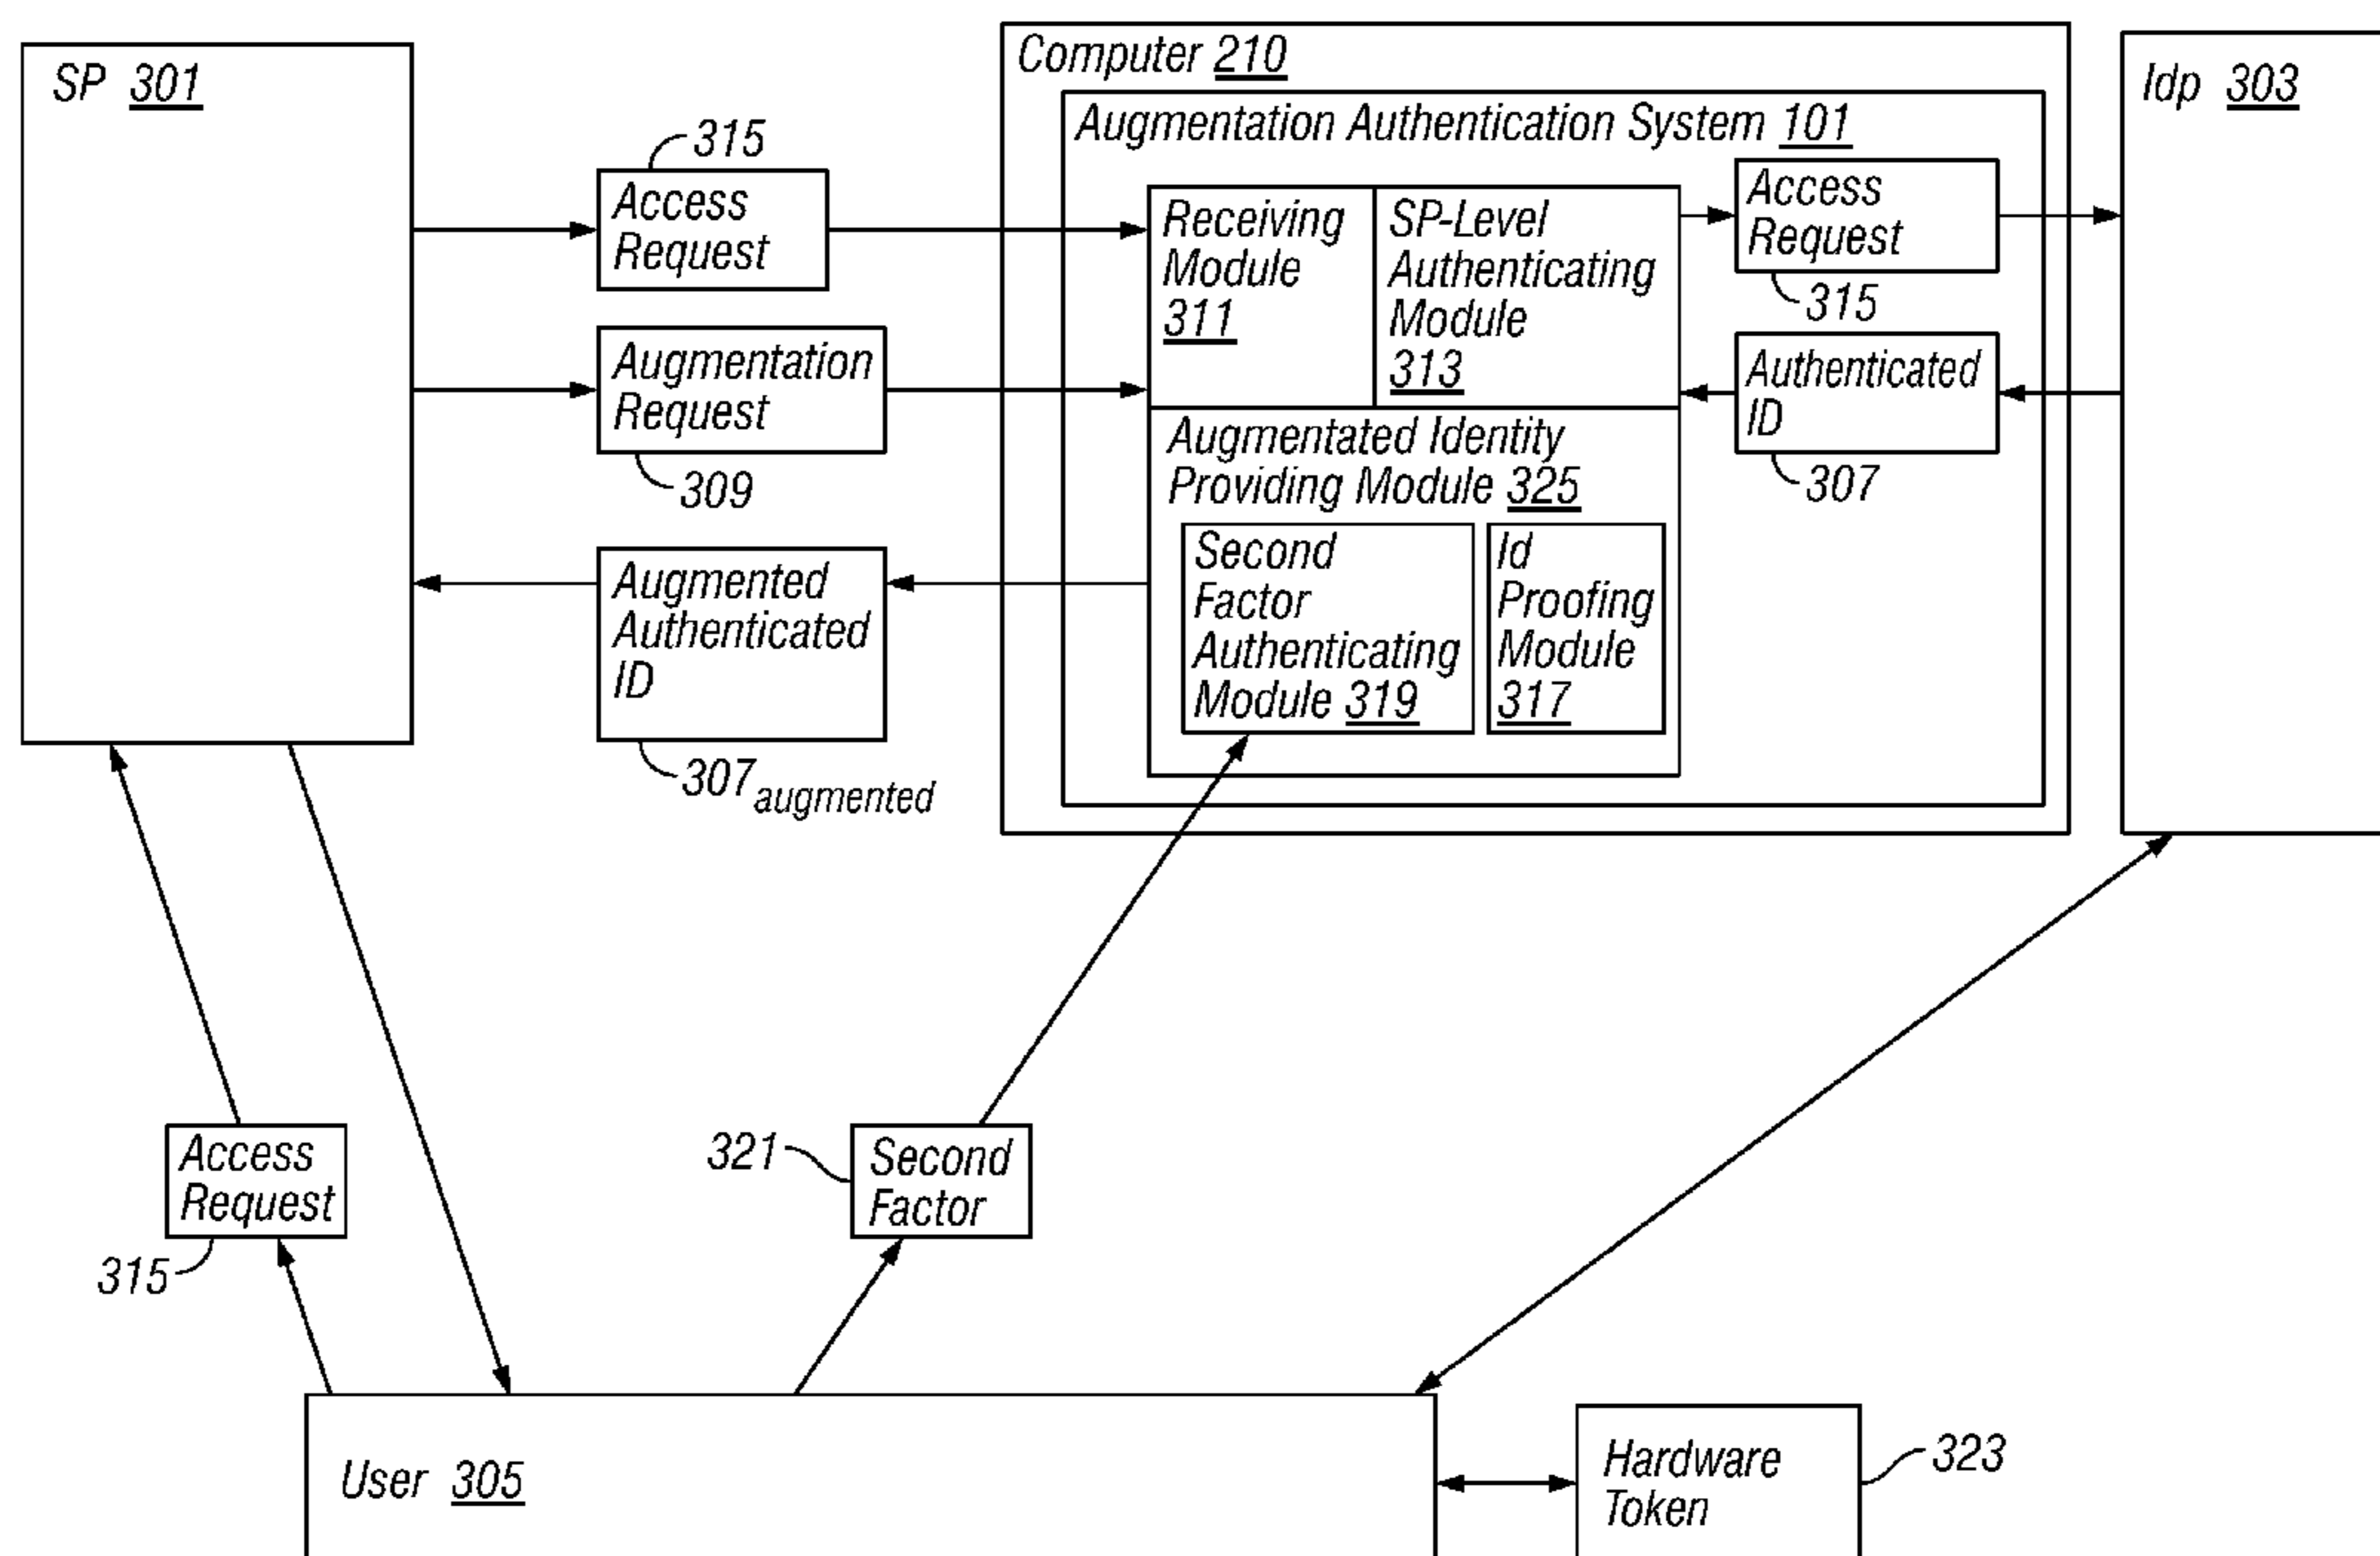 SP 301
Computer 210
Idp 303
Augmentation Authentication System 101
315
Access
Request
Receiving
Module
311
SP-Level
Authenticating
Module
313
Access
Request
315
Augmentation
Request
309
Authenticated
ID
307
Augmentated Identity
Providing Module 325
Second
Factor
Authenticating
Module 319
Id
Proofing
Module
317
Augmented
Authenticated
ID
307 augmented
Access
Request
315
321
Second
Factor
User 305
Hardware
Token
323